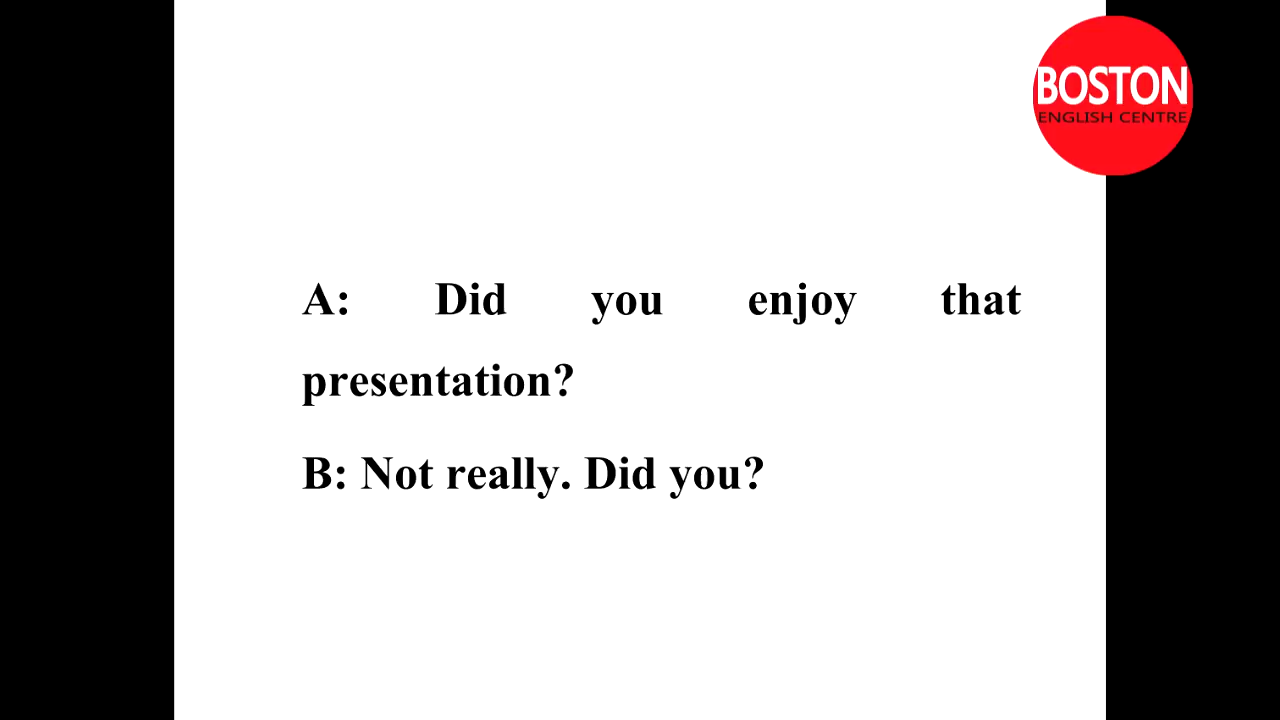 BOSTON
ENGLISH CENTRE
A: Did you enjoy that
presentation?
B: Not really. Did you?